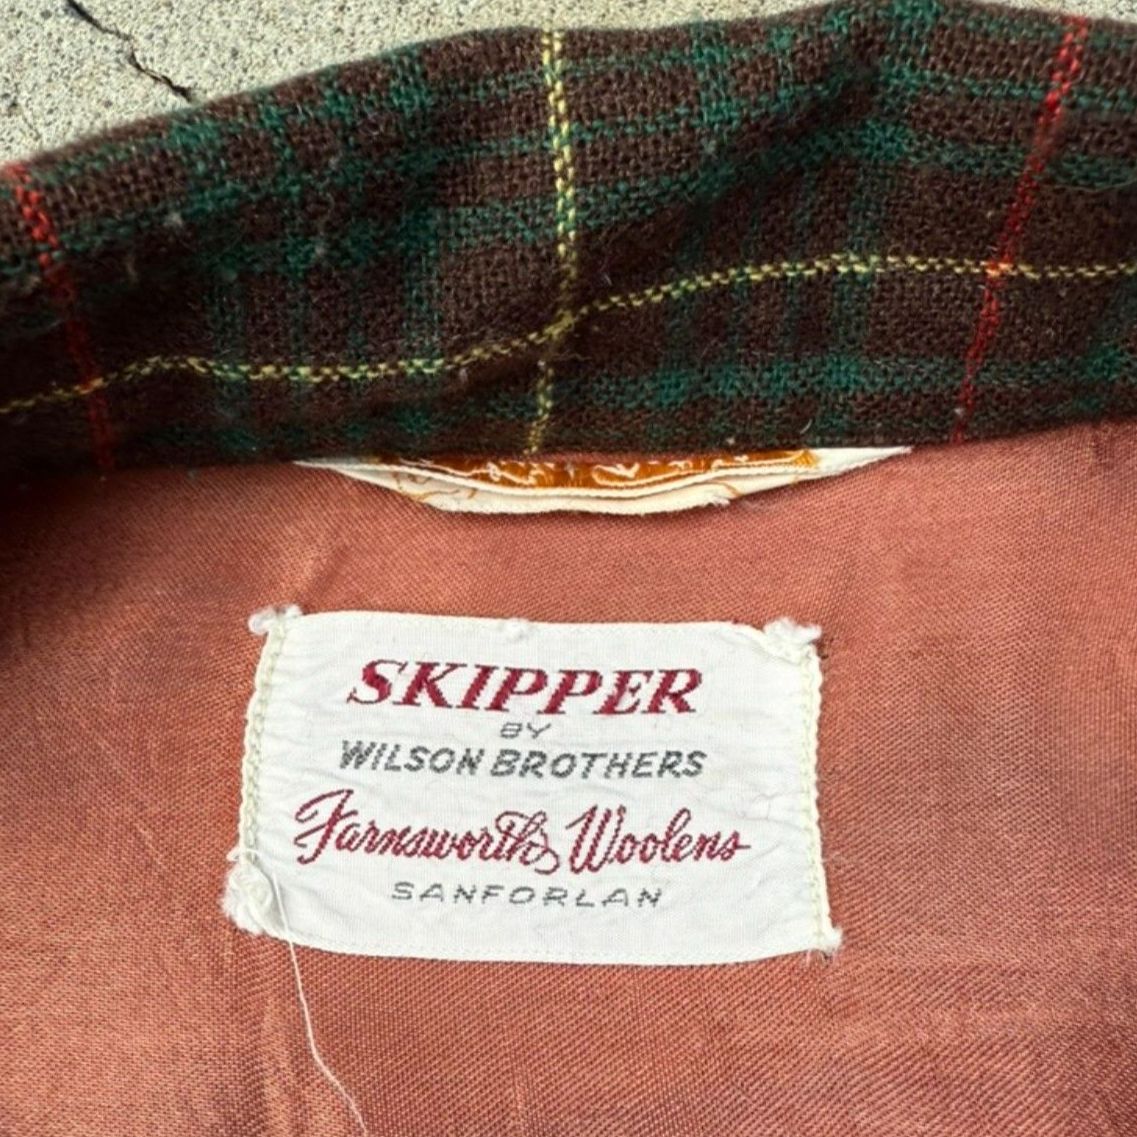 SKIPPER
BY
WILSON BROTHERS
Farnsworth Woolens
SANFORLAN